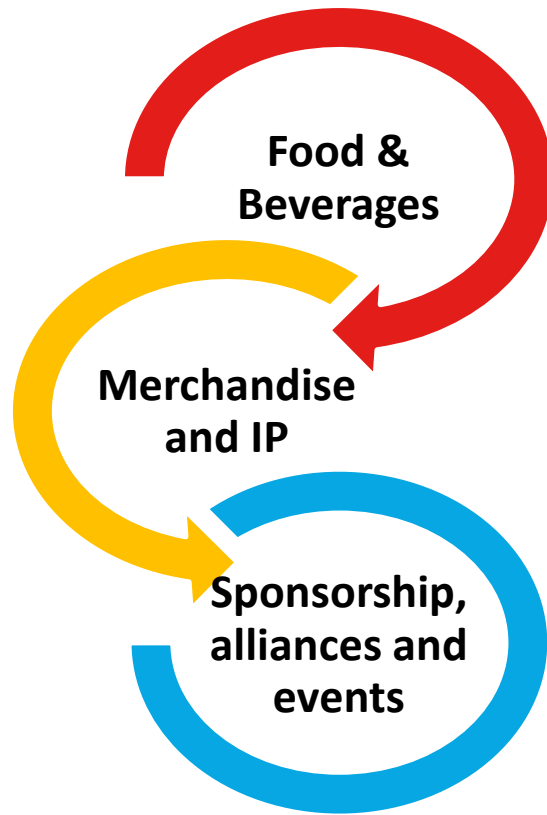 Food &
Beverages
Merchandise
and IP
Sponsorship,
alliances and
events